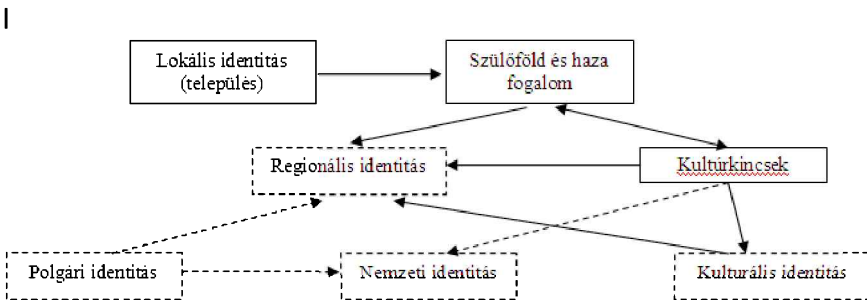 Lokális identitás
(település)
Szülőföld és haza
fogalom
Regionális identitás
Kultúrkincsek
Polgári identitás
Nemzeti identitás
Kulturális identitás